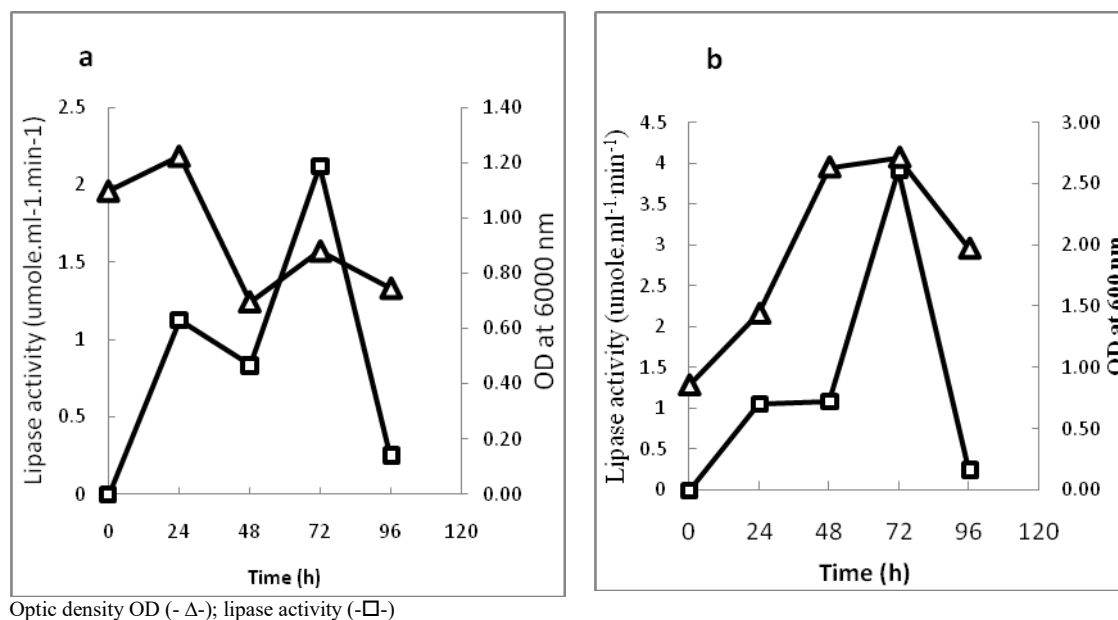 a
Lipase activity (umole.ml-1.min-1)
2.5
2
1.5
1
0.5
0
1.40
1.20
1.00
0.80
0.60
0.40
0.20
0.00
OD at 6000 nm
0 24 48 72 96 120
Time (h)
b
Lipase activity (umole.ml⁻¹·min⁻¹)
4.5
4
3.5
3
2.5
2
1.5
1
0.5
0
3.00
2.50
2.00
1.50
1.00
0.50
0.00
OD at 600 nm
0 24 48 72 96 120
Time (h)
Optic density OD (- Δ-); lipase activity (-□-)